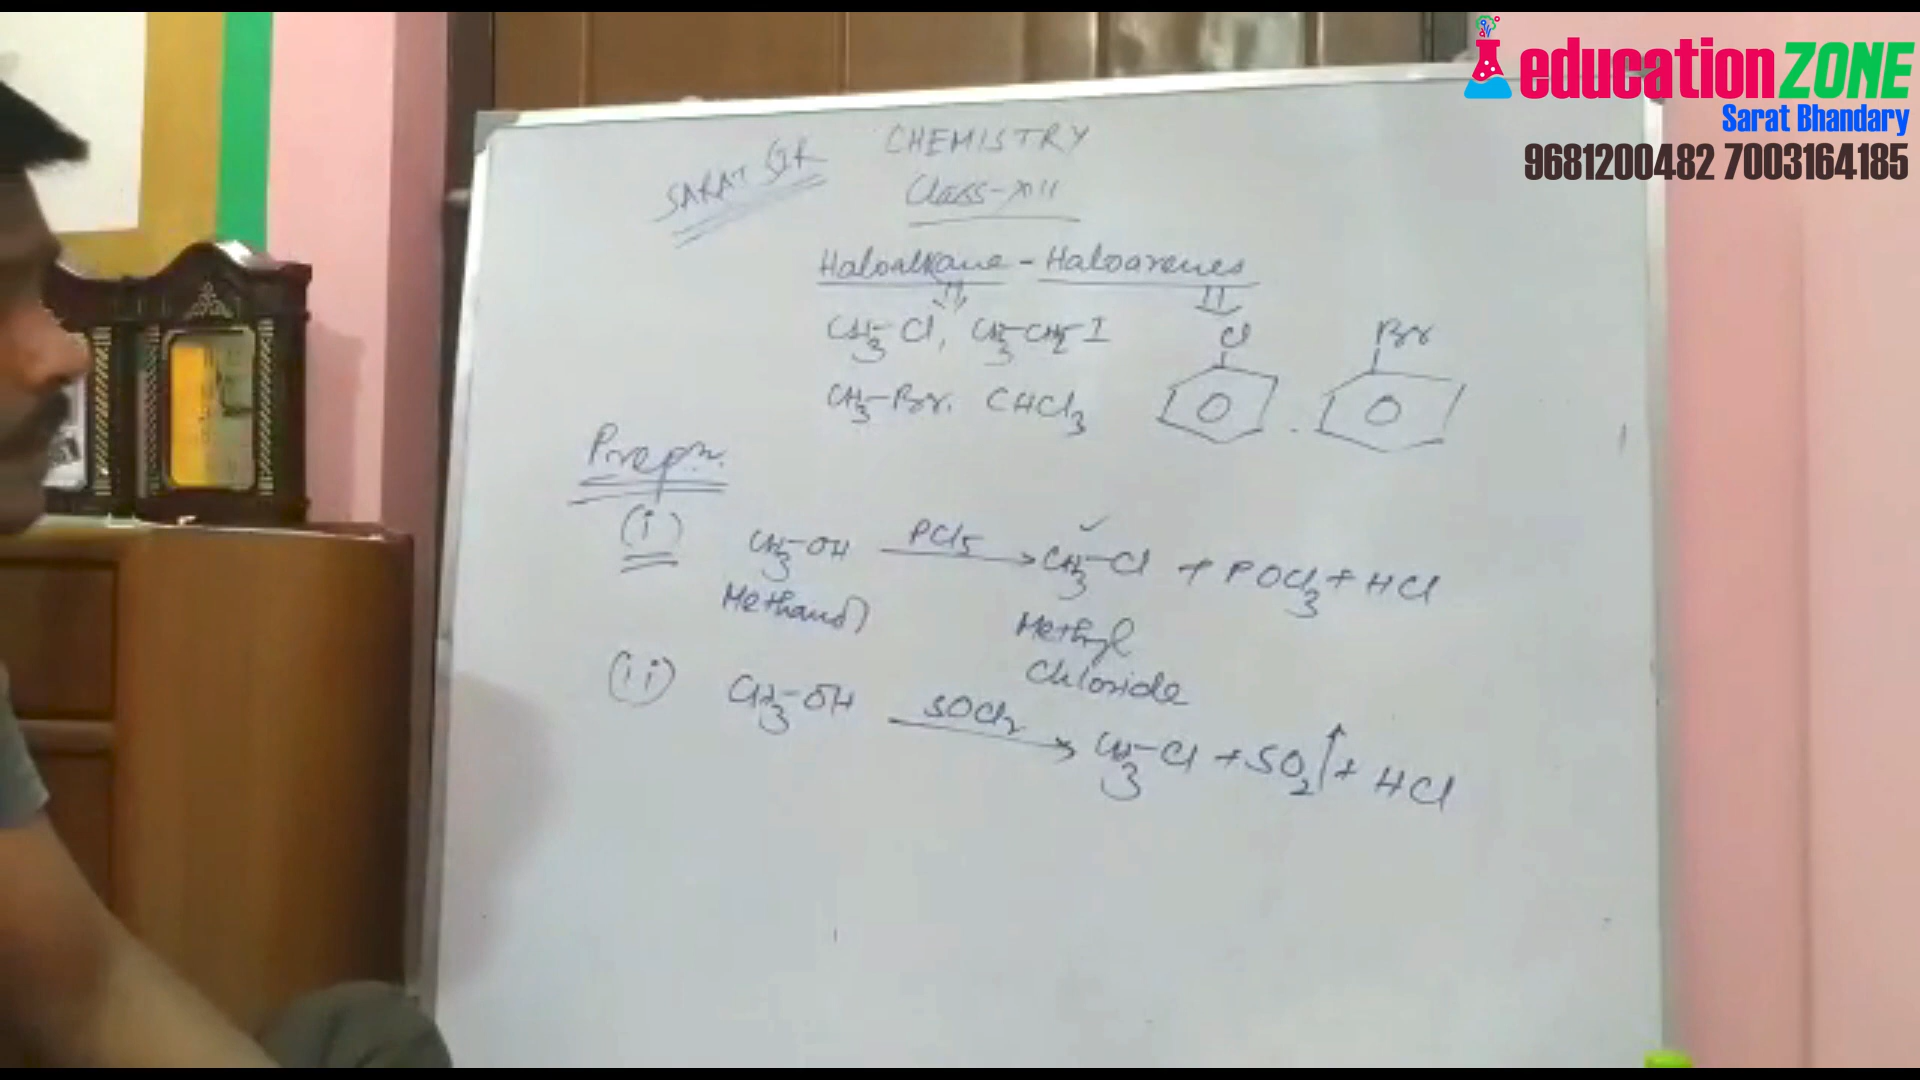 educationZONE
Sarat Bhandary
9681200482 7003164185
SARAT SIR
CHEMISTRY
Class-XII
Haloalkane - Haloarenes
CH3-Cl, CH3-CH2-I
Cl
Br
CH3-Br. CHCl3
Prepn.
(i) CH3-OH PCl5 → CH3-Cl + POCl3 + HCl
Methanol
Methyl
Chloride
(ii) CH3-OH SOCl2 → CH3-Cl + SO2↑ + HCl